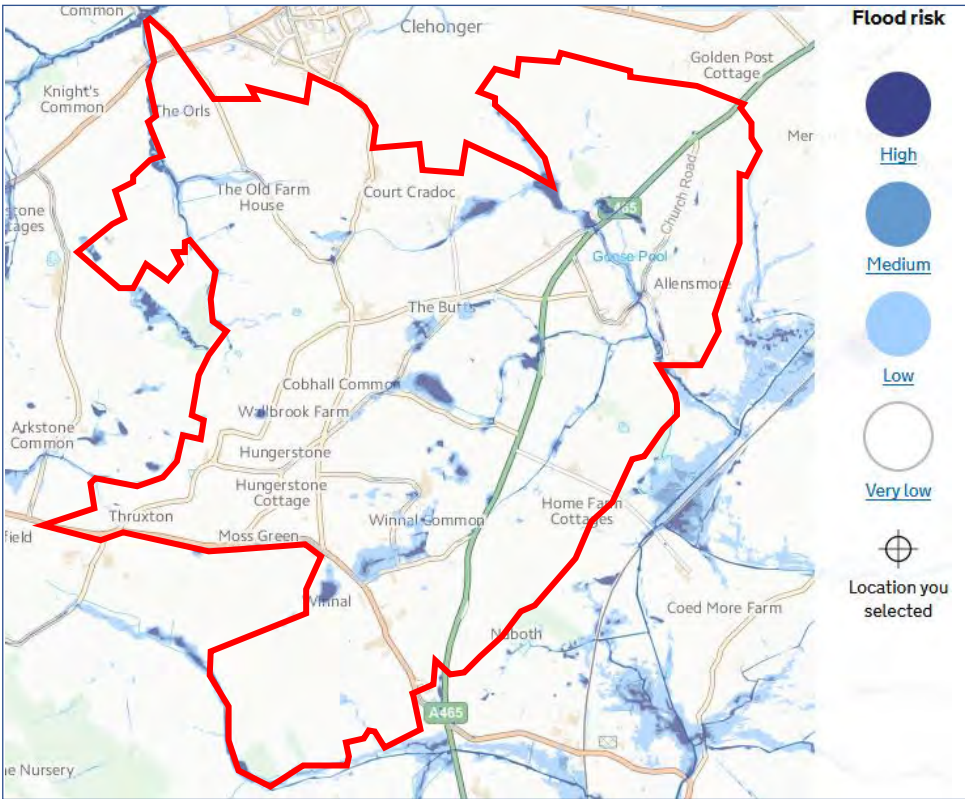 Common
Clehonger
Golden Post
Cottage
Knight's
Common
The Orls
Mer
The Old Farm
House
Court Cradoc
stone
tages
Church Road
Goose Pool
Allensmore
The Butts
Cobhall Common
Wallbrook Farm
Arkstone
Common
Hungerstone
Hungerstone
Cottage
Thruxton
field
Moss Green
Winnal Common
Home Farm
Cottages
Winnal
Coed More Farm
Naboth
A465
e Nursery
Flood risk
High
Medium
Low
Very low
Location you
selected